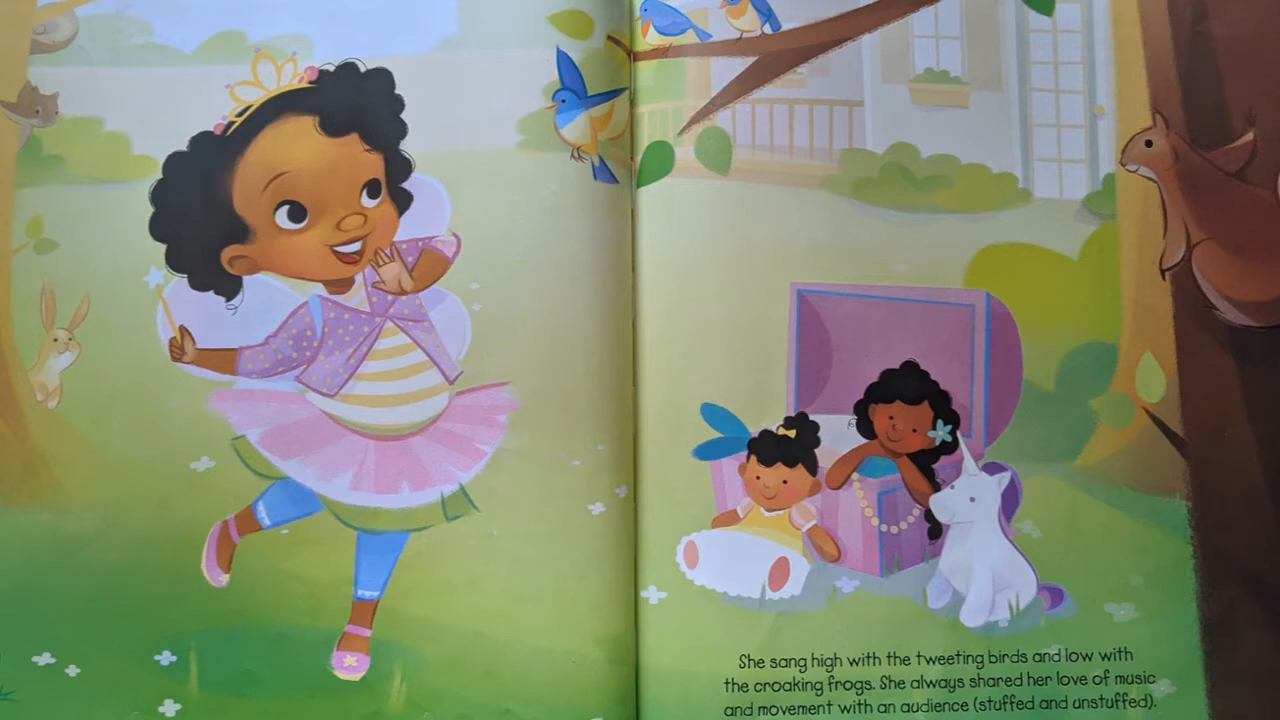 She sang high with the tweeting birds and low with
the croaking frogs. She always shared her love of music
and movement with an audience (stuffed and unstuffed).